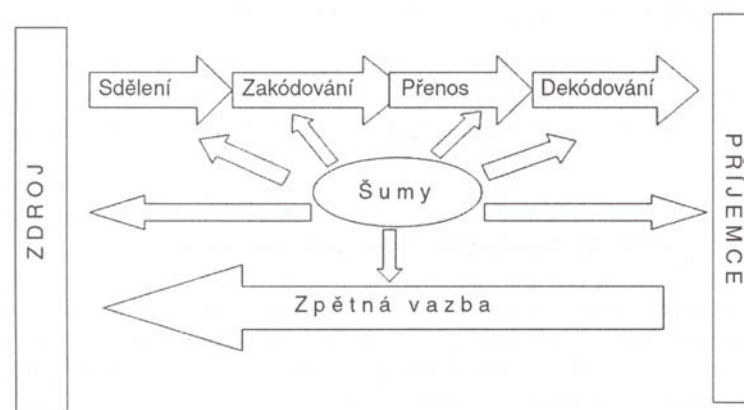 ZDROJ
Sdělení
Zakódování
Přenos
Dekódování
Šumy
Zpětná vazba
PŘÍJEMCE